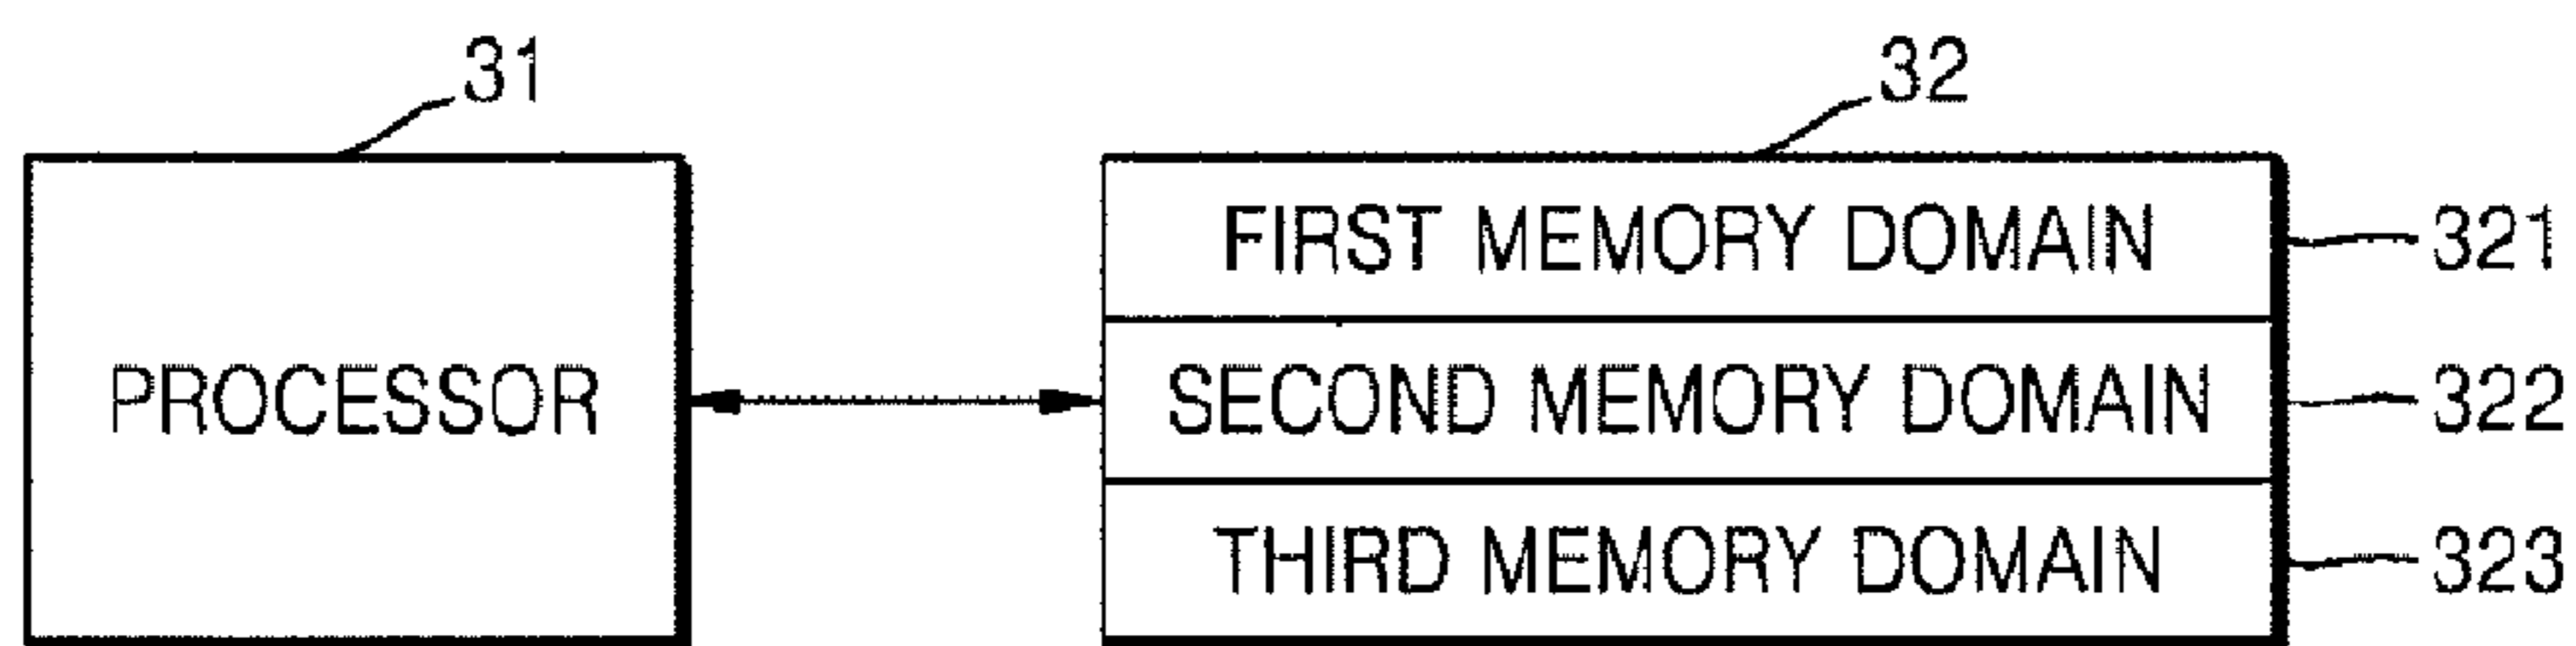 31
32
FIRST MEMORY DOMAIN
321
PROCESSOR
SECOND MEMORY DOMAIN
322
THIRD MEMORY DOMAIN
323